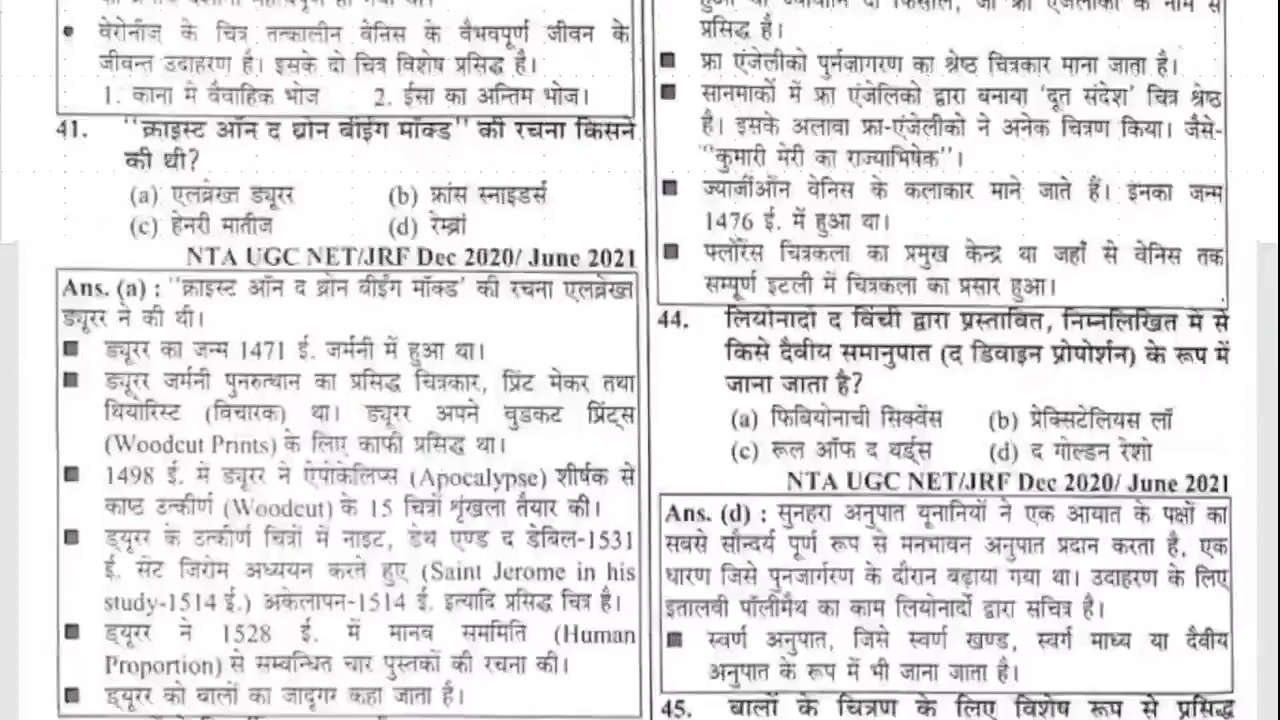 वेरोनीज के चित्र तत्कालीन वेनिस के वैभवपूर्ण जीवन के
जीवन्त उदाहरण है। इसके दो चित्र विशेष प्रसिद्ध है।
1. काना मे वैवाहिक भोज 2. ईसा का अन्तिम भोज।
41. "क्राइस्ट ऑन द थ्रोन बीईंग मॉक्ड" की रचना किसने
की थी?
(a) एलब्रेख्त ड्यूरर (b) फ्रांस स्नाइडर्स
(c) हेनरी मातीज (d) रेम्ब्रां
NTA UGC NET/JRF Dec 2020/ June 2021
Ans. (a) : "क्राइस्ट ऑन द थ्रोन बीईंग मॉक्ड' की रचना एलब्रेख्त
ड्यूरर ने की थी।
ड्यूरर का जन्म 1471 ई. जर्मनी में हुआ था।
ड्यूरर जर्मनी पुनरुत्थान का प्रसिद्ध चित्रकार, प्रिंट मेकर तथा
थियारिस्ट (विचारक) था। ड्यूरर अपने वुडकट प्रिंट्स
(Woodcut Prints) के लिए काफी प्रसिद्ध था।
1498 ई. में ड्यूरर ने ऐपोकेलिप्स (Apocalypse) शीर्षक से
काष्ठ उत्कीर्ण (Woodcut) के 15 चित्रों शृंखला तैयार की।
ड्यूरर के उत्कीर्ण चित्रों में नाइट, डेथ एण्ड द डेबिल-1531
ई. सेंट जिरोम अध्ययन करते हुए (Saint Jerome in his
study-1514 ई.) अकेलापन-1514 ई. इत्यादि प्रसिद्ध चित्र है।
ड्यूरर ने 1528 ई. में मानव सममिति (Human
Proportion) से सम्बन्धित चार पुस्तकों की रचना की।
ड्यूरर को बालों का जादूगर कहा जाता है।
प्रसिद्ध है।
फ्रा एंजेलीको पुर्नजागरण का श्रेष्ठ चित्रकार माना जाता है।
सानमार्को में फ्रा एंजेलिको द्वारा बनाया 'दूत संदेश' चित्र श्रेष्ठ
है। इसके अलावा फ्रा-एंजेलीको ने अनेक चित्रण किया। जैसे-
"कुमारी मेरी का राज्याभिषेक"।
ज्यार्जीऑन वेनिस के कलाकार माने जाते हैं। इनका जन्म
1476 ई. में हुआ था।
फ्लोरेंस चित्रकला का प्रमुख केन्द्र था जहाँ से वेनिस तक
सम्पूर्ण इटली में चित्रकला का प्रसार हुआ।
44. लियोनार्दो द विंची द्वारा प्रस्तावित, निम्नलिखित मे से
किसे दैवीय समानुपात (द डिवाइन प्रोपोर्शन) के रूप में
जाना जाता है?
(a) फिबियोनाची सिक्वेंस (b) प्रेक्सिटेलियस लॉ
(c) रूल ऑफ द थर्ड्स (d) द गोल्डन रेशो
NTA UGC NET/JRF Dec 2020/ June 2021
Ans. (d) : सुनहरा अनुपात यूनानियों ने एक आयात के पक्षों का
सबसे सौन्दर्य पूर्ण रूप से मनभावन अनुपात प्रदान करता है, एक
धारण जिसे पुनजार्गरण के दौरान बढ़ाया गया था। उदाहरण के लिए
इतालवी पॉलीमैथ का काम लियोनार्दो द्वारा सचित्र है।
स्वर्ण अनुपात, जिसे स्वर्ण खण्ड, स्वर्ग माध्य या दैवीय
अनुपात के रूप में भी जाना जाता है।
45. बालों के चित्रण के लिए विशेष रूप से प्रसिद्ध